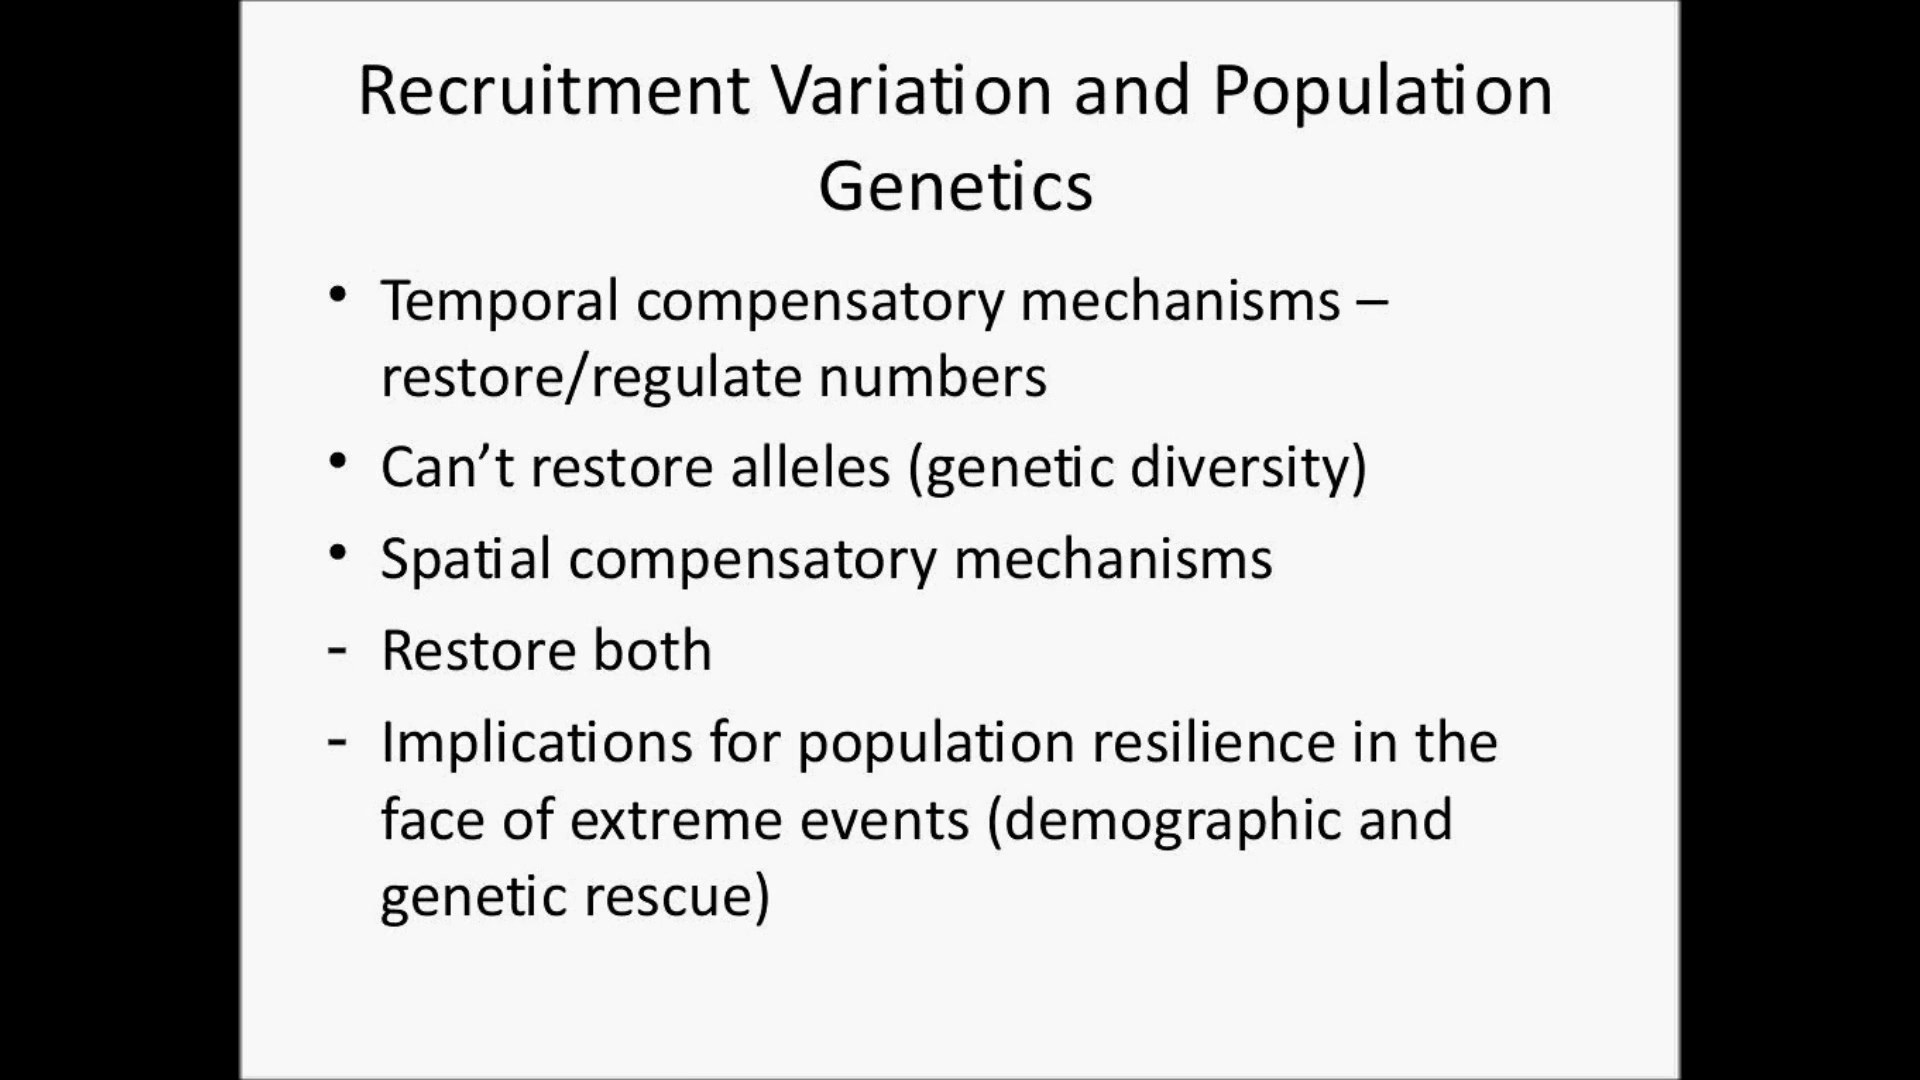 Recruitment Variation and Population
Genetics
• Temporal compensatory mechanisms –
restore/regulate numbers
• Can’t restore alleles (genetic diversity)
• Spatial compensatory mechanisms
- Restore both
- Implications for population resilience in the
face of extreme events (demographic and
genetic rescue)